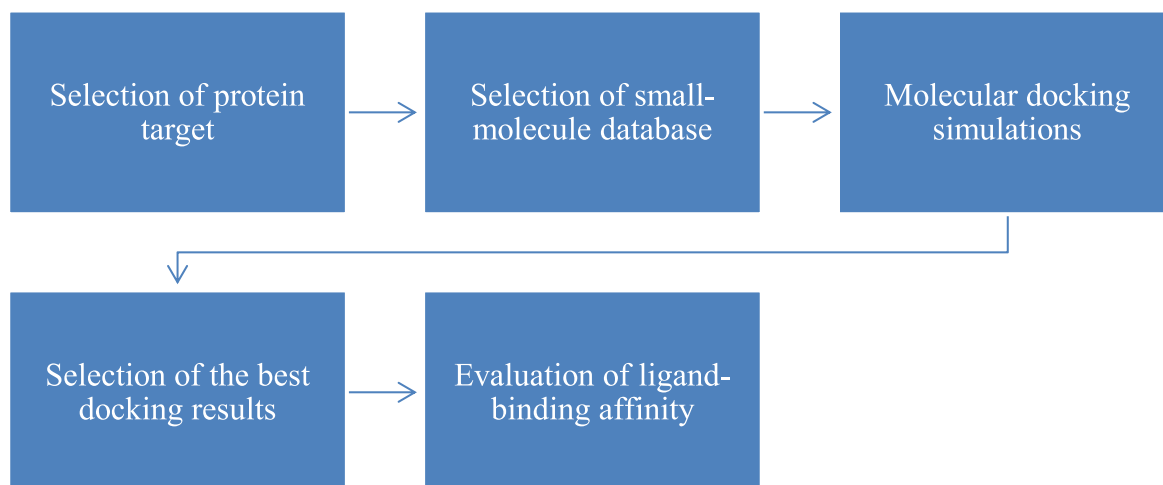 Selection of protein
target
Selection of small-
molecule database
Molecular docking
simulations
Selection of the best
docking results
Evaluation of ligand-
binding affinity